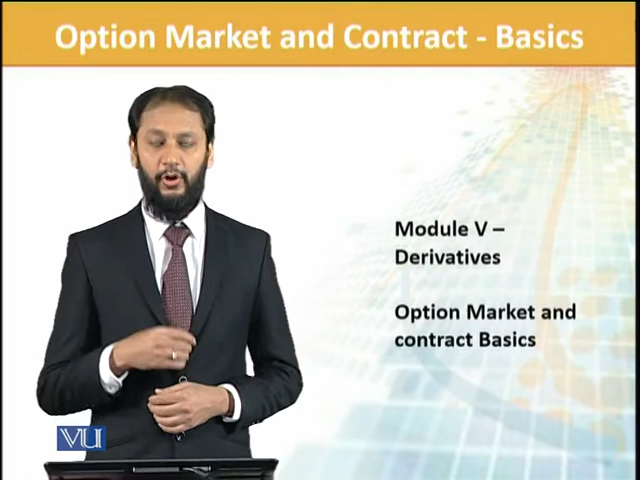 Option Market and Contract - Basics
Module V –
Derivatives
Option Market and
contract Basics
VU